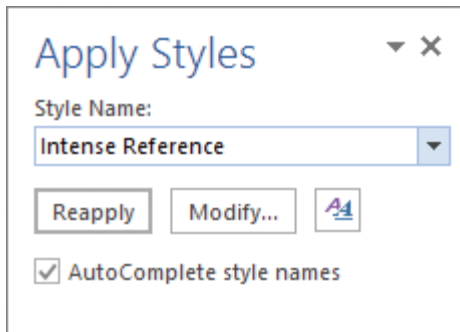 Apply Styles
Style Name:
Intense Reference
Reapply Modify...
AutoComplete style names